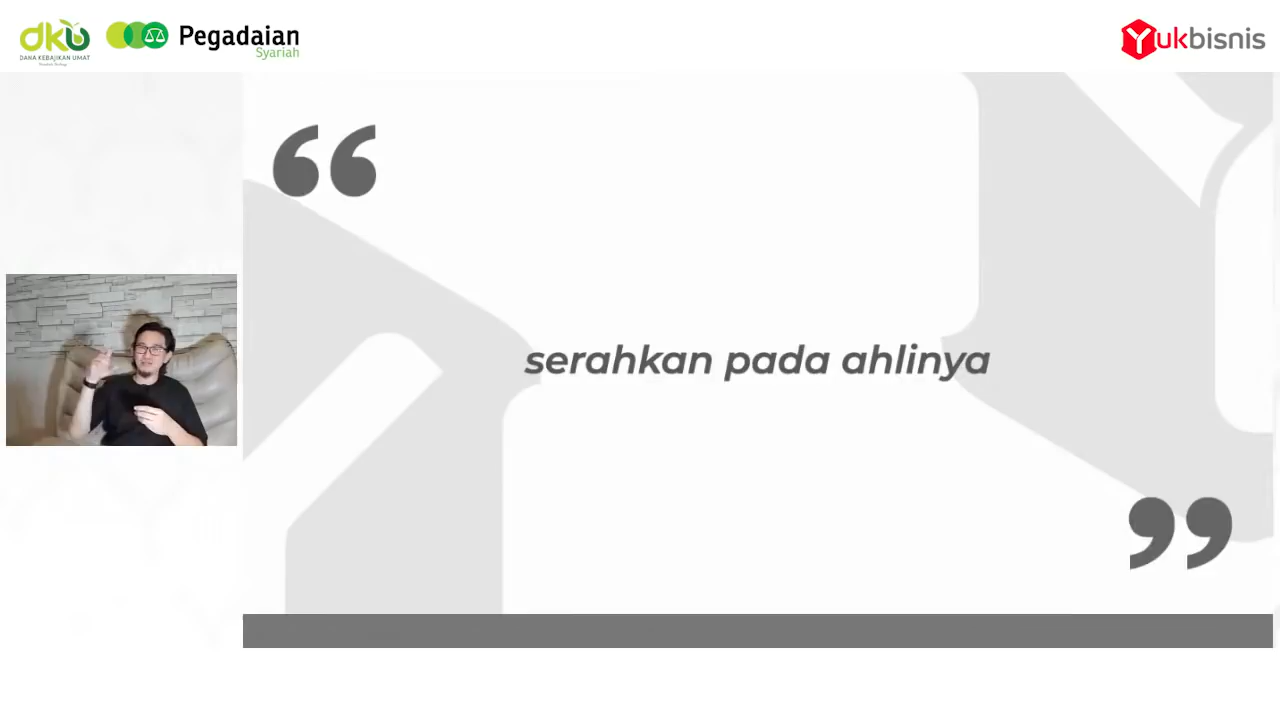 dku
DANA KEBAJIKAN UMAT
Pegadaian
Syariah
Yukbisnis
“
serahkan pada ahlinya
”